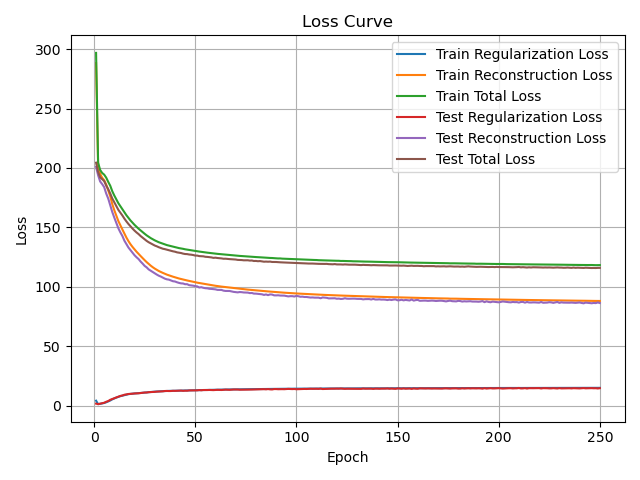 Loss Curve
300
250
200
150
100
50
0
Loss
0
50
100
150
200
250
Epoch
Train Regularization Loss
Train Reconstruction Loss
Train Total Loss
Test Regularization Loss
Test Reconstruction Loss
Test Total Loss